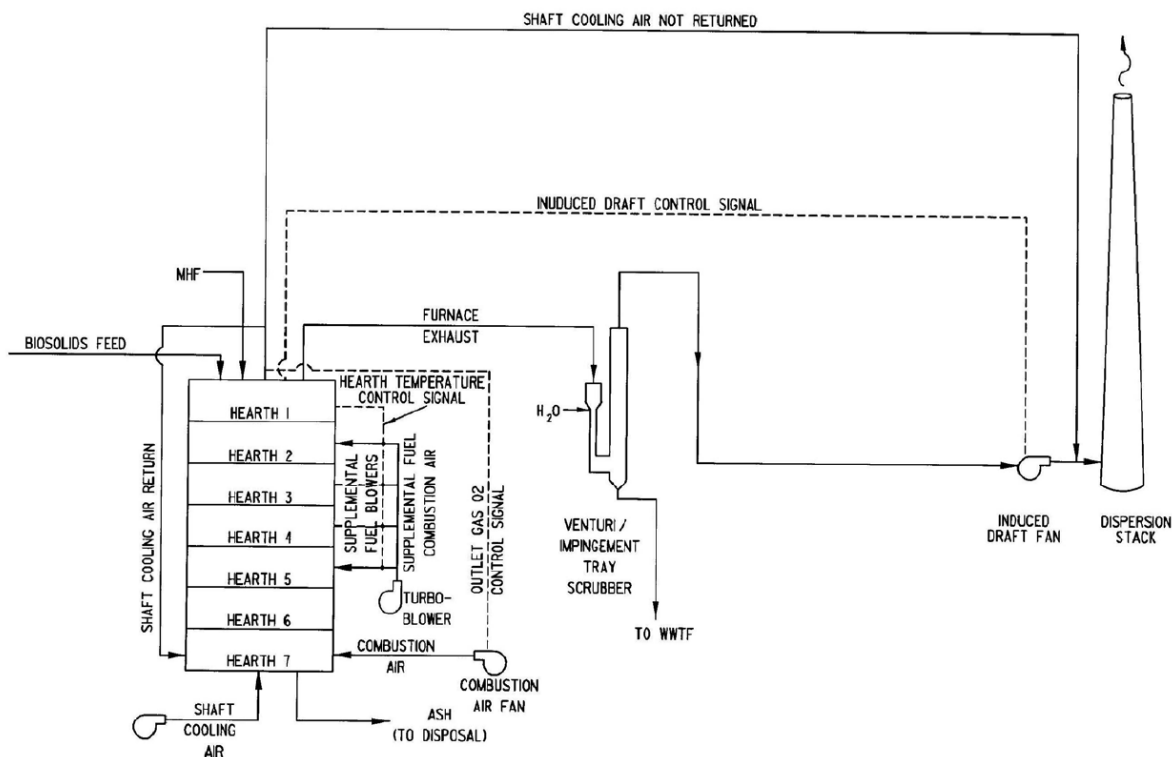 SHAFT COOLING AIR NOT RETURNED
INUDUCED DRAFT CONTROL SIGNAL
MHF
FURNACE
EXHAUST
BIOSOLIDS FEED
HEARTH TEMPERATURE
CONTROL SIGNAL
H₂O
HEARTH 1
HEARTH 2
HEARTH 3
HEARTH 4
HEARTH 5
HEARTH 6
HEARTH 7
SHAFT COOLING AIR RETURN
SUPPLEMENTAL
FUEL BLOWERS
SUPPLEMENTAL FUEL
COMBUSTION AIR
OUTLET GAS O2
CONTROL SIGNAL
TURBO-
BLOWER
VENTURI/
IMPINGEMENT
TRAY
SCRUBBER
INDUCED
DRAFT FAN
DISPERSION
STACK
TO WWTF
COMBUSTION
AIR
COMBUSTION
AIR FAN
SHAFT
COOLING
AIR
ASH
(TO DISPOSAL)